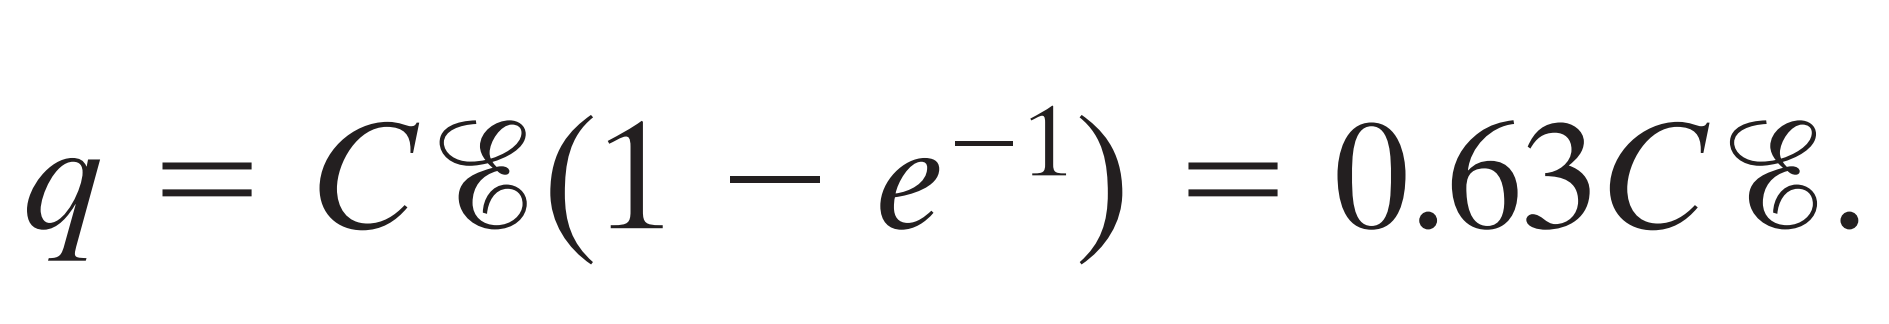 q = Cℰ(1 − e⁻¹) = 0.63Cℰ.